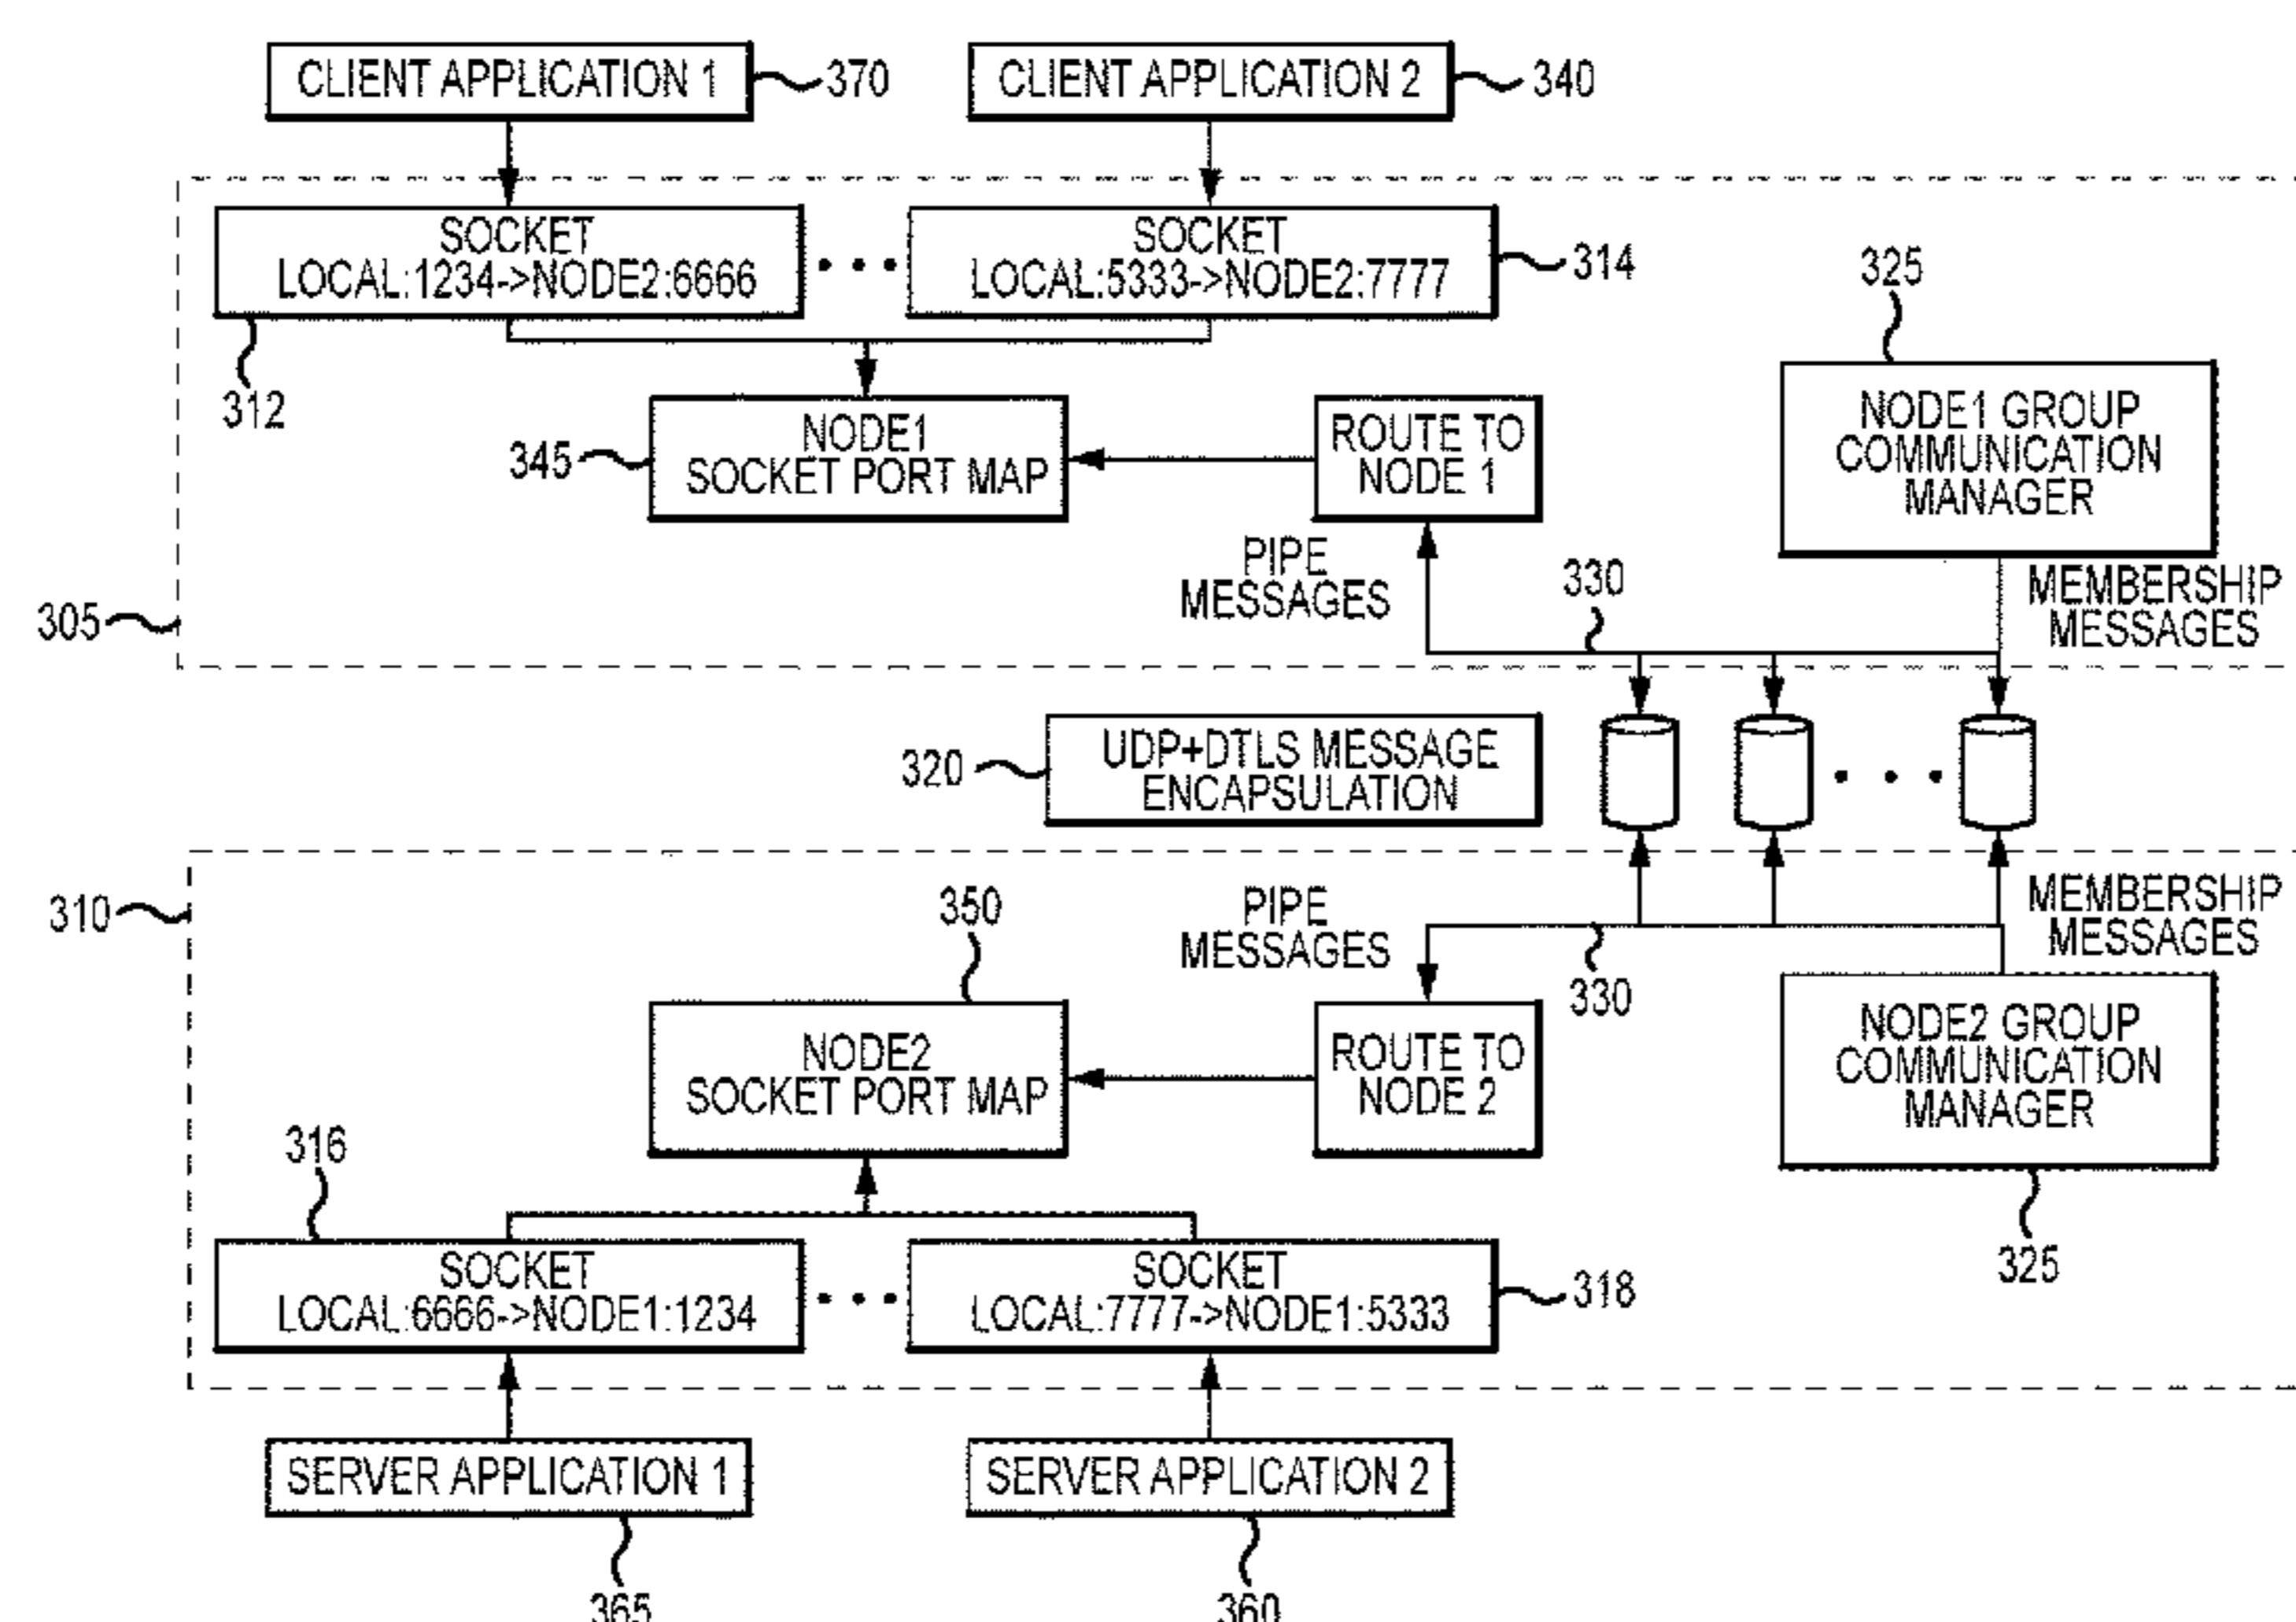 CLIENT APPLICATION 1
370
CLIENT APPLICATION 2
340
SOCKET
LOCAL:1234->NODE2:6666
SOCKET
LOCAL:5333->NODE2:7777
314
325
312
345
NODE1
SOCKET PORT MAP
ROUTE TO
NODE 1
NODE1 GROUP
COMMUNICATION
MANAGER
PIPE
MESSAGES
330
MEMBERSHIP
MESSAGES
305
320
UDP+DTLS MESSAGE
ENCAPSULATION
310
350
PIPE
MESSAGES
330
MEMBERSHIP
MESSAGES
NODE2
SOCKET PORT MAP
ROUTE TO
NODE 2
NODE2 GROUP
COMMUNICATION
MANAGER
316
SOCKET
LOCAL:6666->NODE1:1234
SOCKET
LOCAL:7777->NODE1:5333
318
325
SERVER APPLICATION 1
SERVER APPLICATION 2
365
360